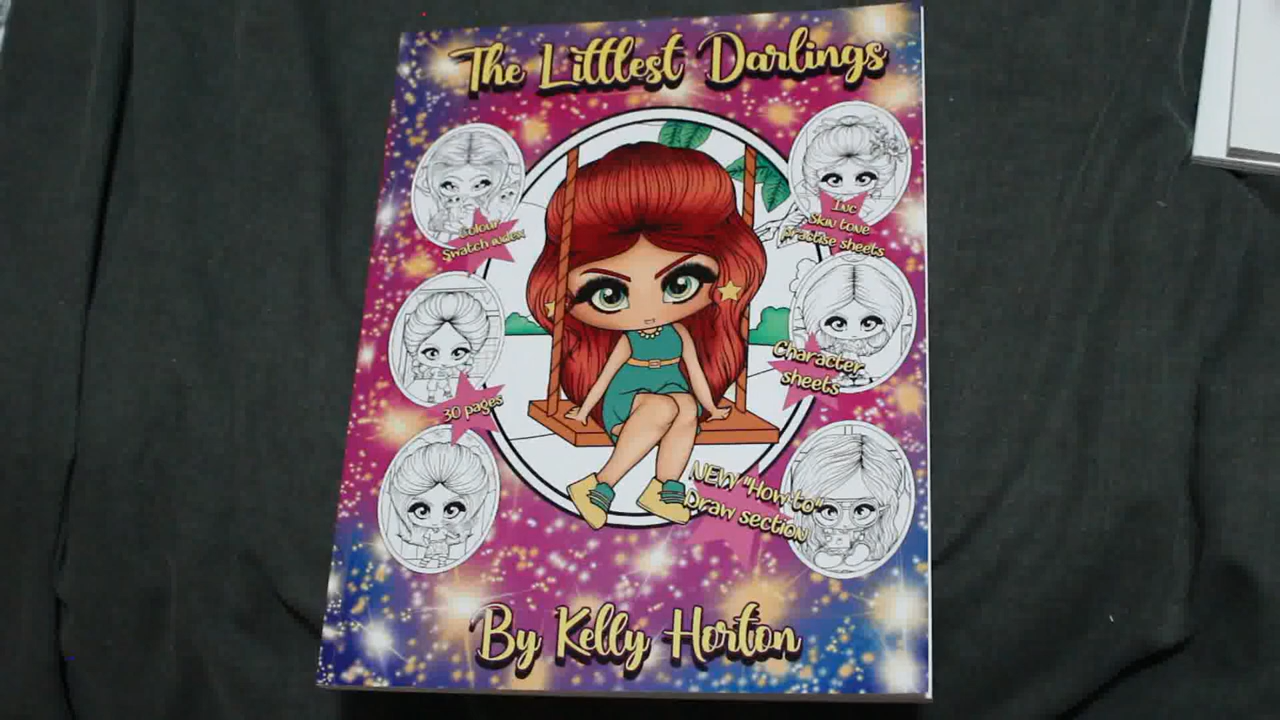 The Littlest Darlings
Colour
Swatch index
Inc
Skin tone
Practise sheets
Character
sheets
30 pages
NEW "How to"
Draw section
By Kelly Horton